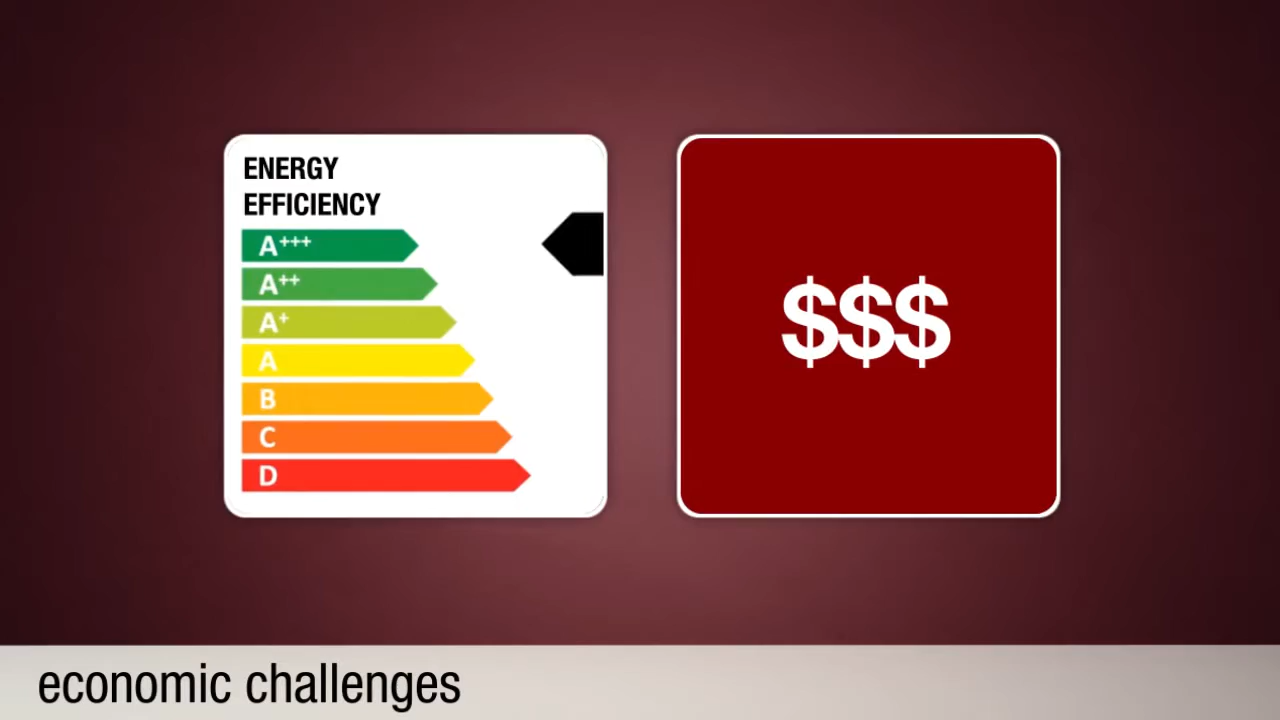 ENERGY
EFFICIENCY
A+++
A++
A+
A
B
C
D
$$$
economic challenges